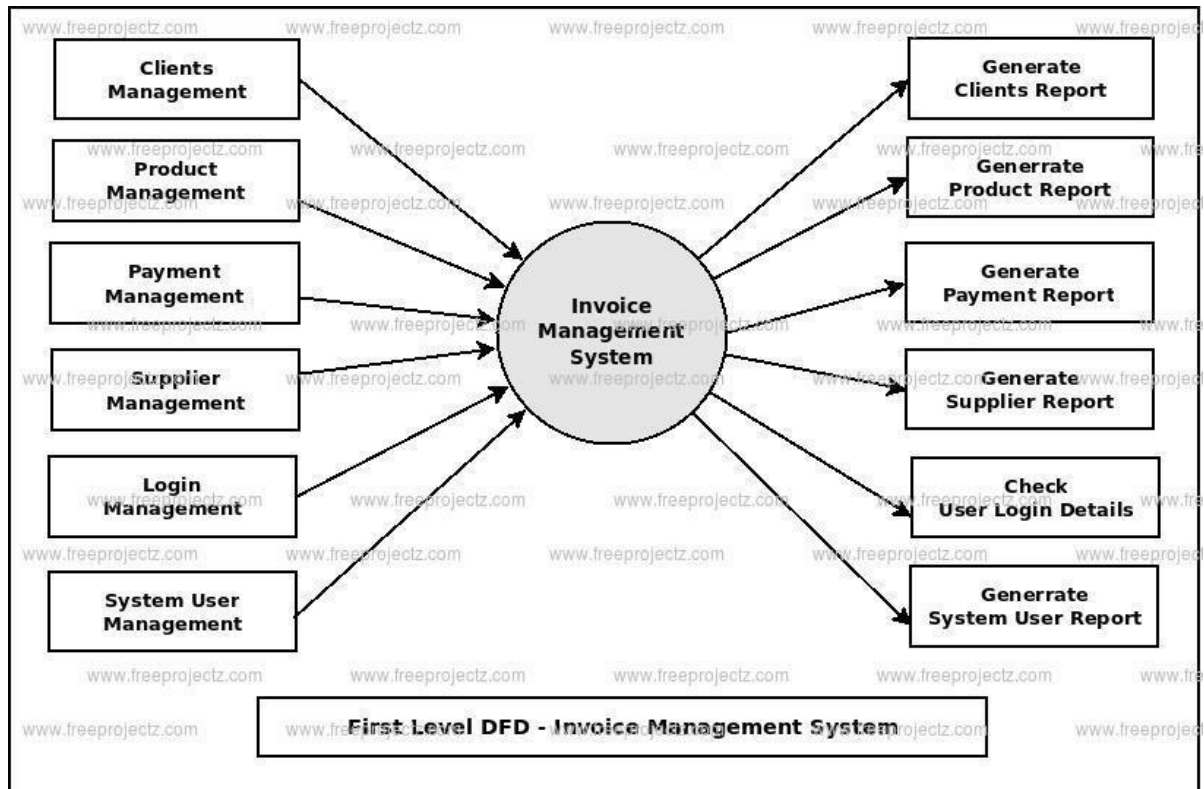 Clients
Management
Product
Management
Payment
Management
Supplier
Management
Login
Management
System User
Management
Invoice
Management
System
Generate
Clients Report
Generrate
Product Report
Generate
Payment Report
Generate
Supplier Report
Check
User Login Details
Generrate
System User Report
First Level DFD - Invoice Management System
www.freeprojectz.com